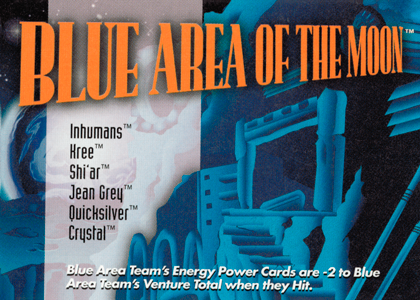 BLUE AREA OF THE MOON™
Inhumans™
Kree™
Shi'ar™
Jean Grey™
Quicksilver™
Crystal™
Blue Area Team's Energy Power Cards are -2 to Blue
Area Team's Venture Total when they Hit.